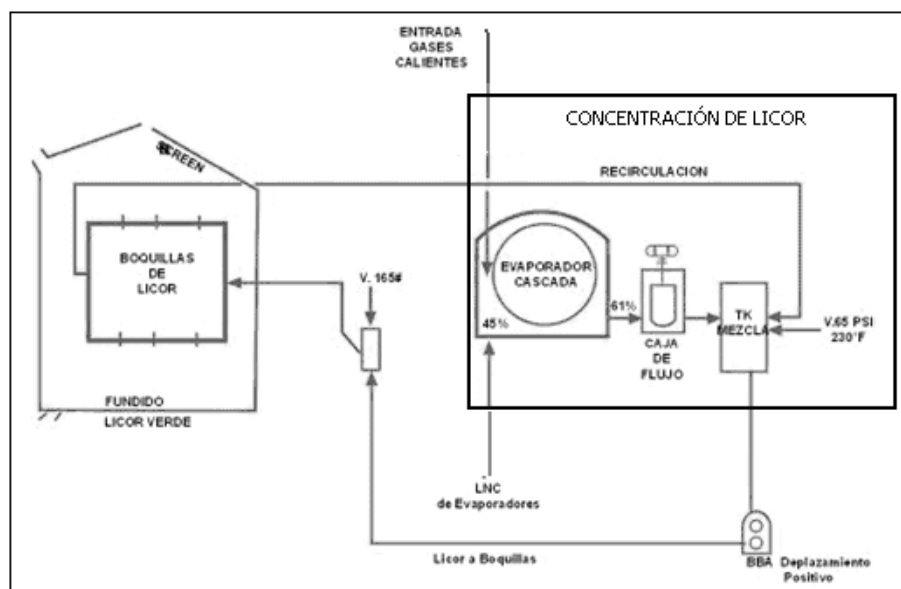 ENTRADA
GASES
CALIENTES
CONCENTRACIÓN DE LICOR
SCREEN
RECIRCULACION
BOQUILLAS
DE
LICOR
V. 165#
EVAPORADOR
CASCADA
45%
61%
CAJA
DE
FLUJO
TK
MEZCLA
V.65 PSI
230°F
FUNDIDO
LICOR VERDE
LNC
de Evaporadores
Licor a Boquillas
BBA Deplazamiento
Positivo